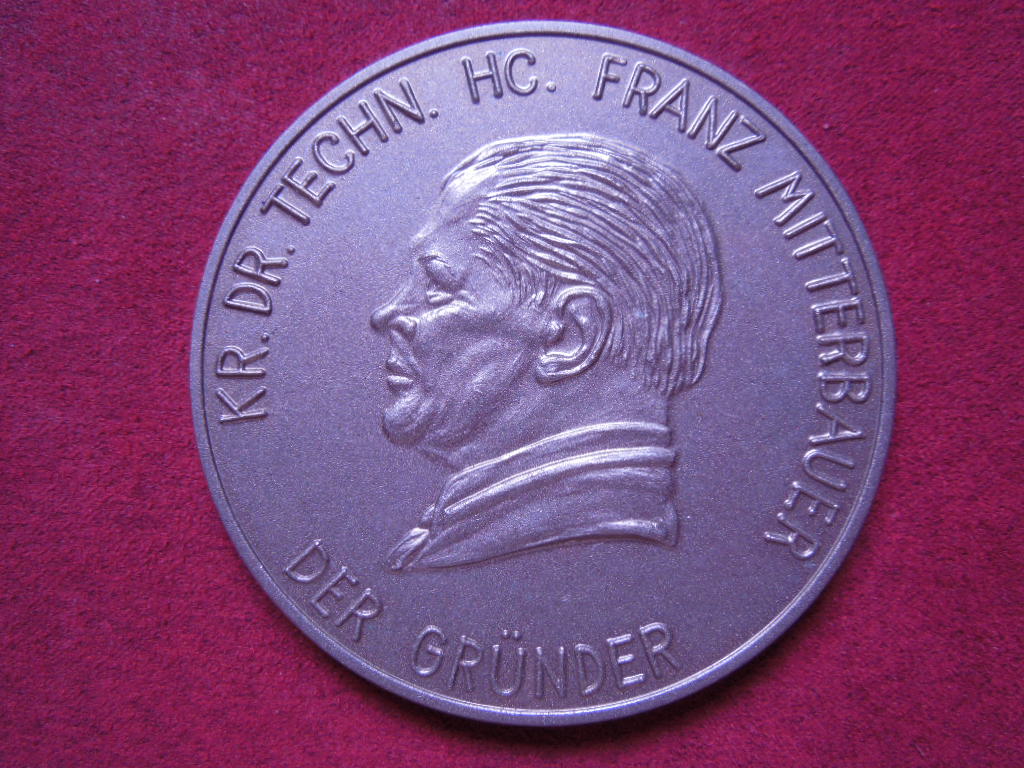 KR. DR. TECHN. HC. FRANZ MITTERBAUER
DER GRÜNDER